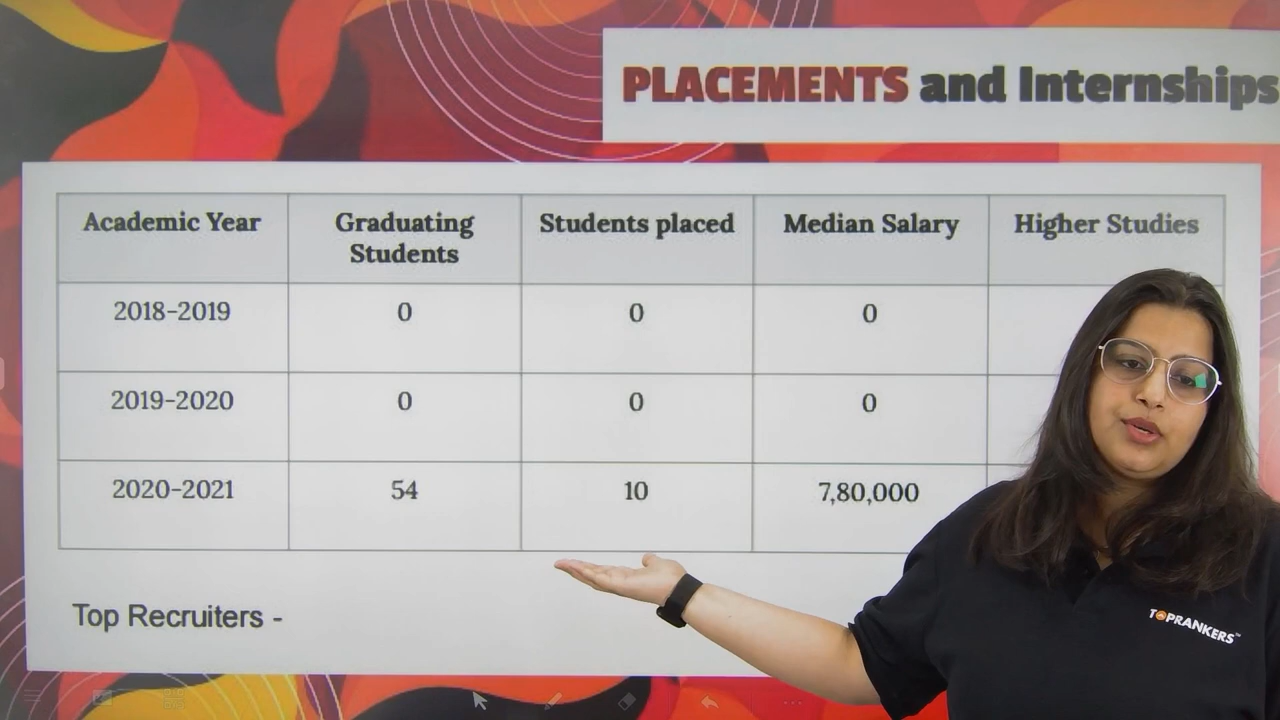 PLACEMENTS and Internships
Academic Year
Graduating
Students
Students placed
Median Salary
Higher Studies
2018-2019
0
0
0
2019-2020
0
0
0
2020-2021
54
10
7,80,000
Top Recruiters -
TOPRANKERS